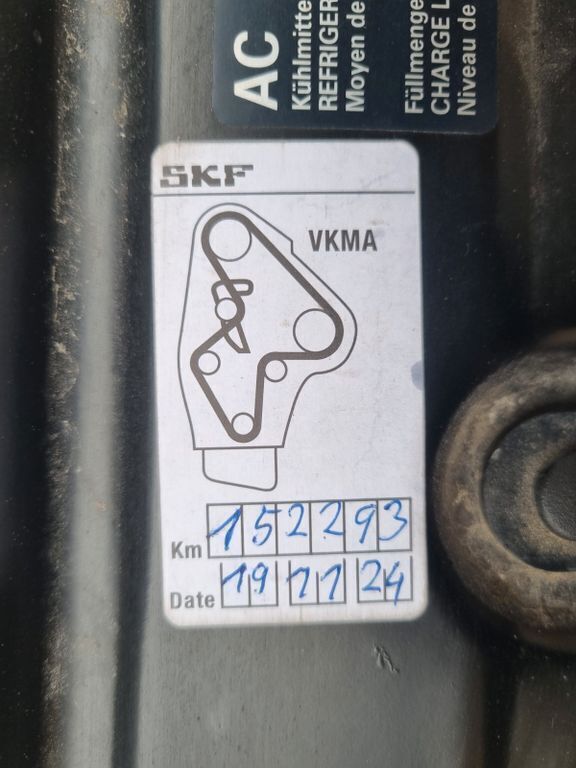 AC
Kühlmitte
REFRIGER
Moyen de
Füllmenge
CHARGE L
Niveau de
SKF
VKMA
Km 152293
Date 19 11 24